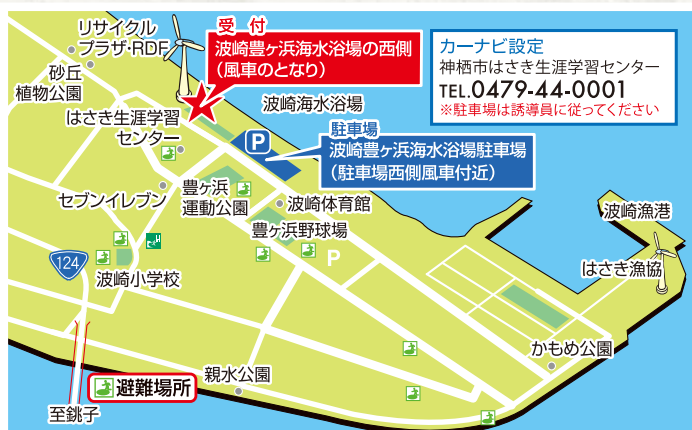 リサイクル
プラザ・RDF
受付
波崎豊ヶ浜海水浴場の西側
（風車のとなり）
カーナビ設定
神栖市はさき生涯学習センター
TEL.0479-44-0001
※駐車場は誘導員に従ってください
砂丘
植物公園
波崎海水浴場
はさき生涯学習
センター
P
駐車場
波崎豊ヶ浜海水浴場駐車場
（駐車場西側風車付近）
セブンイレブン
豊ヶ浜
運動公園
波崎体育館
豊ヶ浜野球場
P
波崎漁港
はさき漁協
124
波崎小学校
かもめ公園
親水公園
避難場所
至銚子